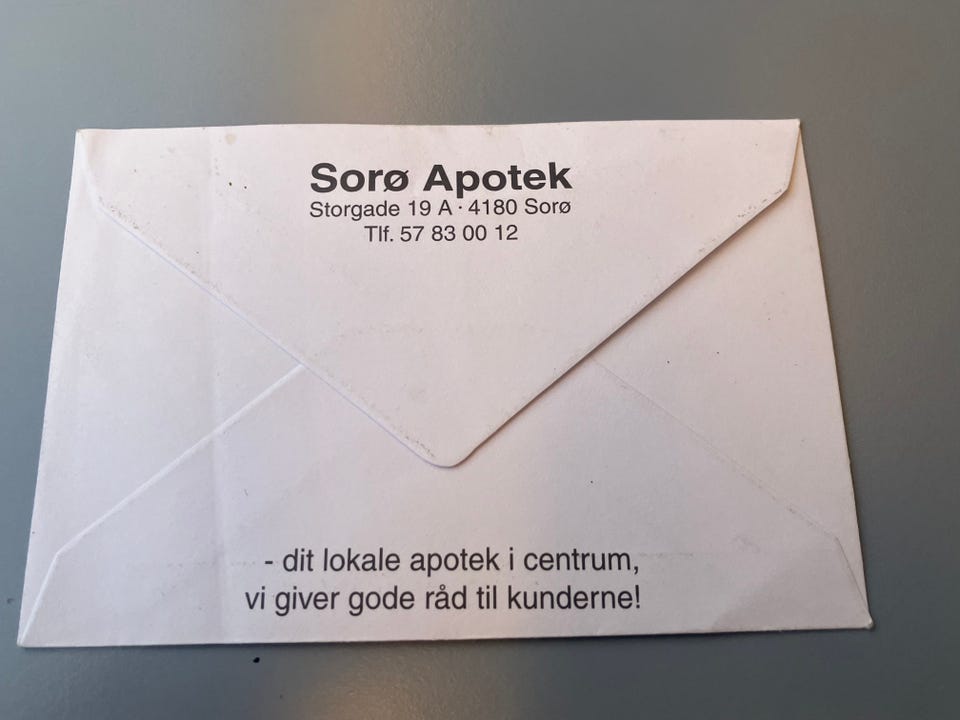 Sorø Apotek
Storgade 19 A · 4180 Sorø
Tlf. 57 83 00 12
- dit lokale apotek i centrum,
vi giver gode råd til kunderne!